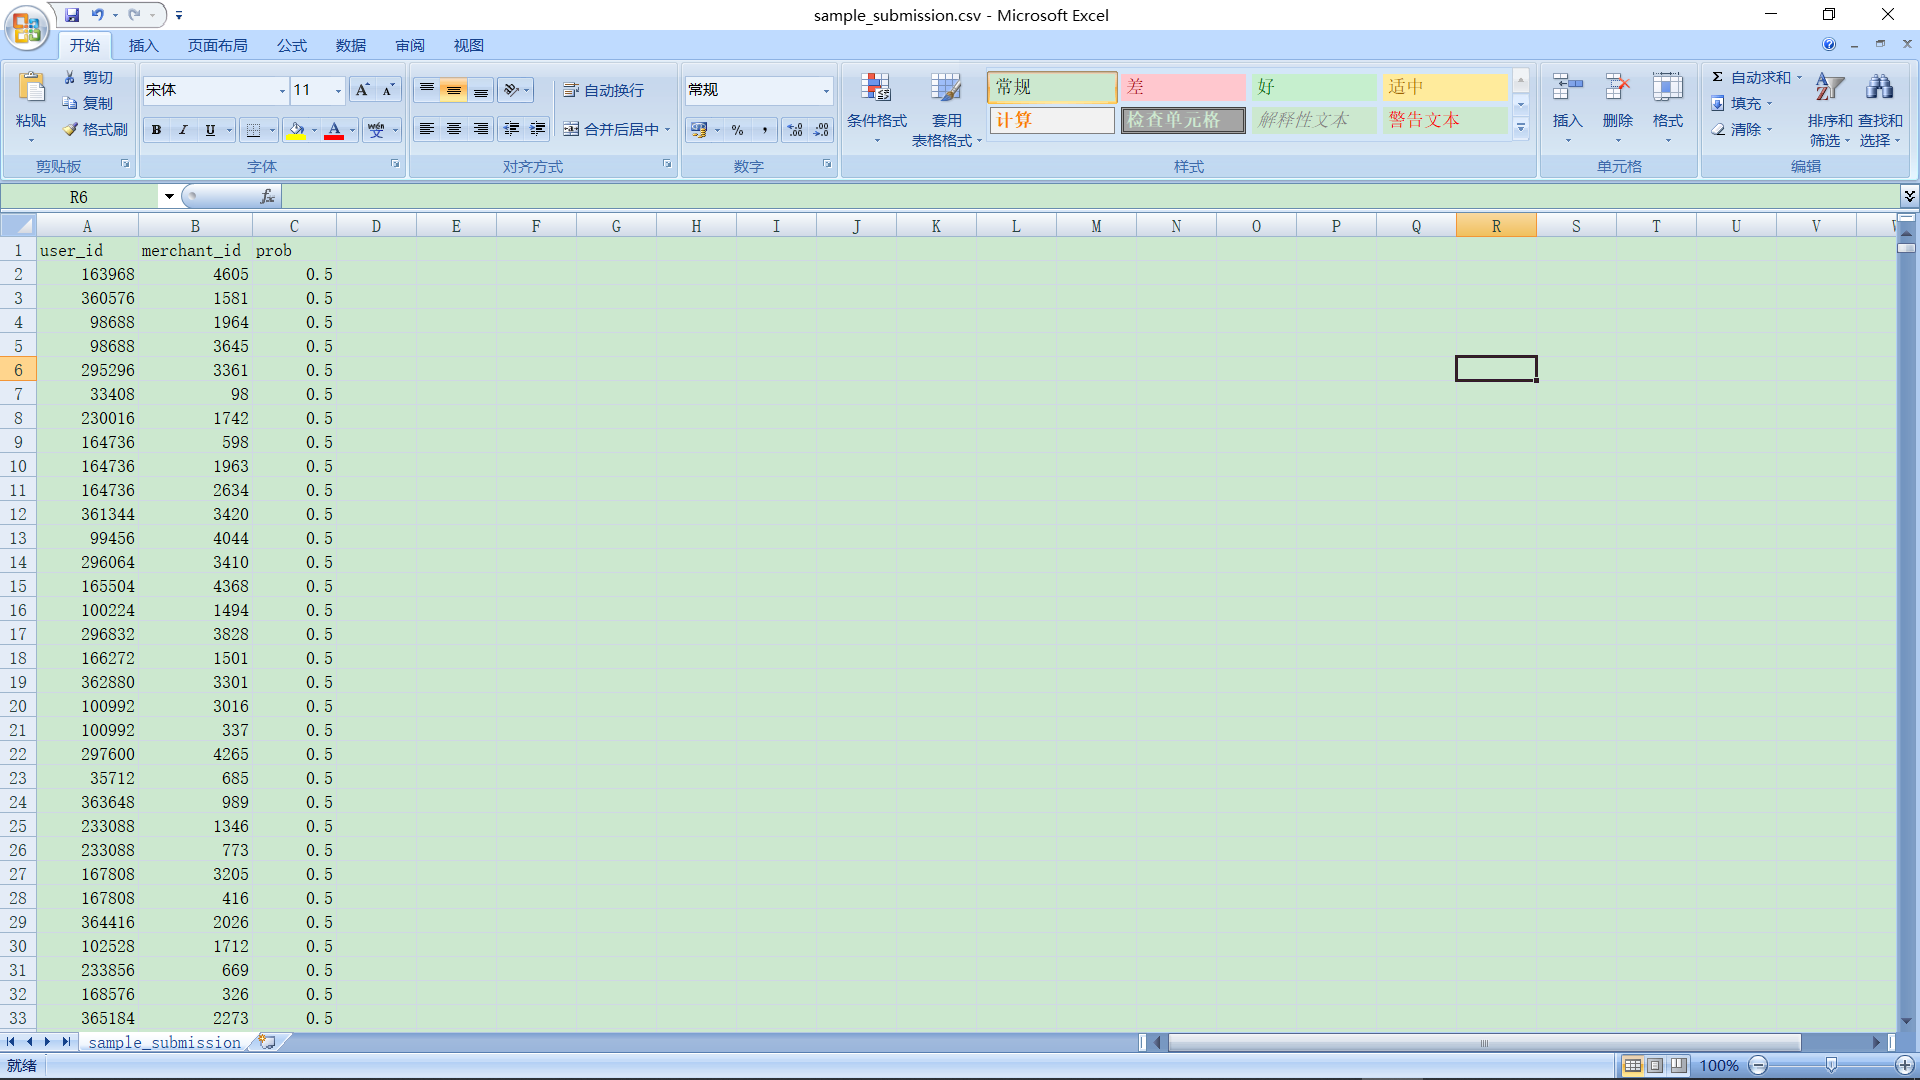 sample_submission.csv - Microsoft Excel
开始 插入 页面布局 公式 数据 审阅 视图
粘贴 剪切 复制 格式刷 剪贴板
宋体 11 B I U A wén 字体
自动换行 合并后居中 对齐方式
常规 % , 数字
条件格式 套用表格格式 常规 差 好 适中
计算 检查单元格 解释性文本 警告文本 样式
插入 删除 格式 单元格
Σ 自动求和 填充 清除 排序和筛选 查找和选择 编辑
R6 fx
A B C D E F G H I J K L M N O P Q R S T U V
1 user_id merchant_id prob
2 163968 4605 0.5
3 360576 1581 0.5
4 98688 1964 0.5
5 98688 3645 0.5
6 295296 3361 0.5
7 33408 98 0.5
8 230016 1742 0.5
9 164736 598 0.5
10 164736 1963 0.5
11 164736 2634 0.5
12 361344 3420 0.5
13 99456 4044 0.5
14 296064 3410 0.5
15 165504 4368 0.5
16 100224 1494 0.5
17 296832 3828 0.5
18 166272 1501 0.5
19 362880 3301 0.5
20 100992 3016 0.5
21 100992 337 0.5
22 297600 4265 0.5
23 35712 685 0.5
24 363648 989 0.5
25 233088 1346 0.5
26 233088 773 0.5
27 167808 3205 0.5
28 167808 416 0.5
29 364416 2026 0.5
30 102528 1712 0.5
31 233856 669 0.5
32 168576 326 0.5
33 365184 2273 0.5
sample_submission
就绪 100%